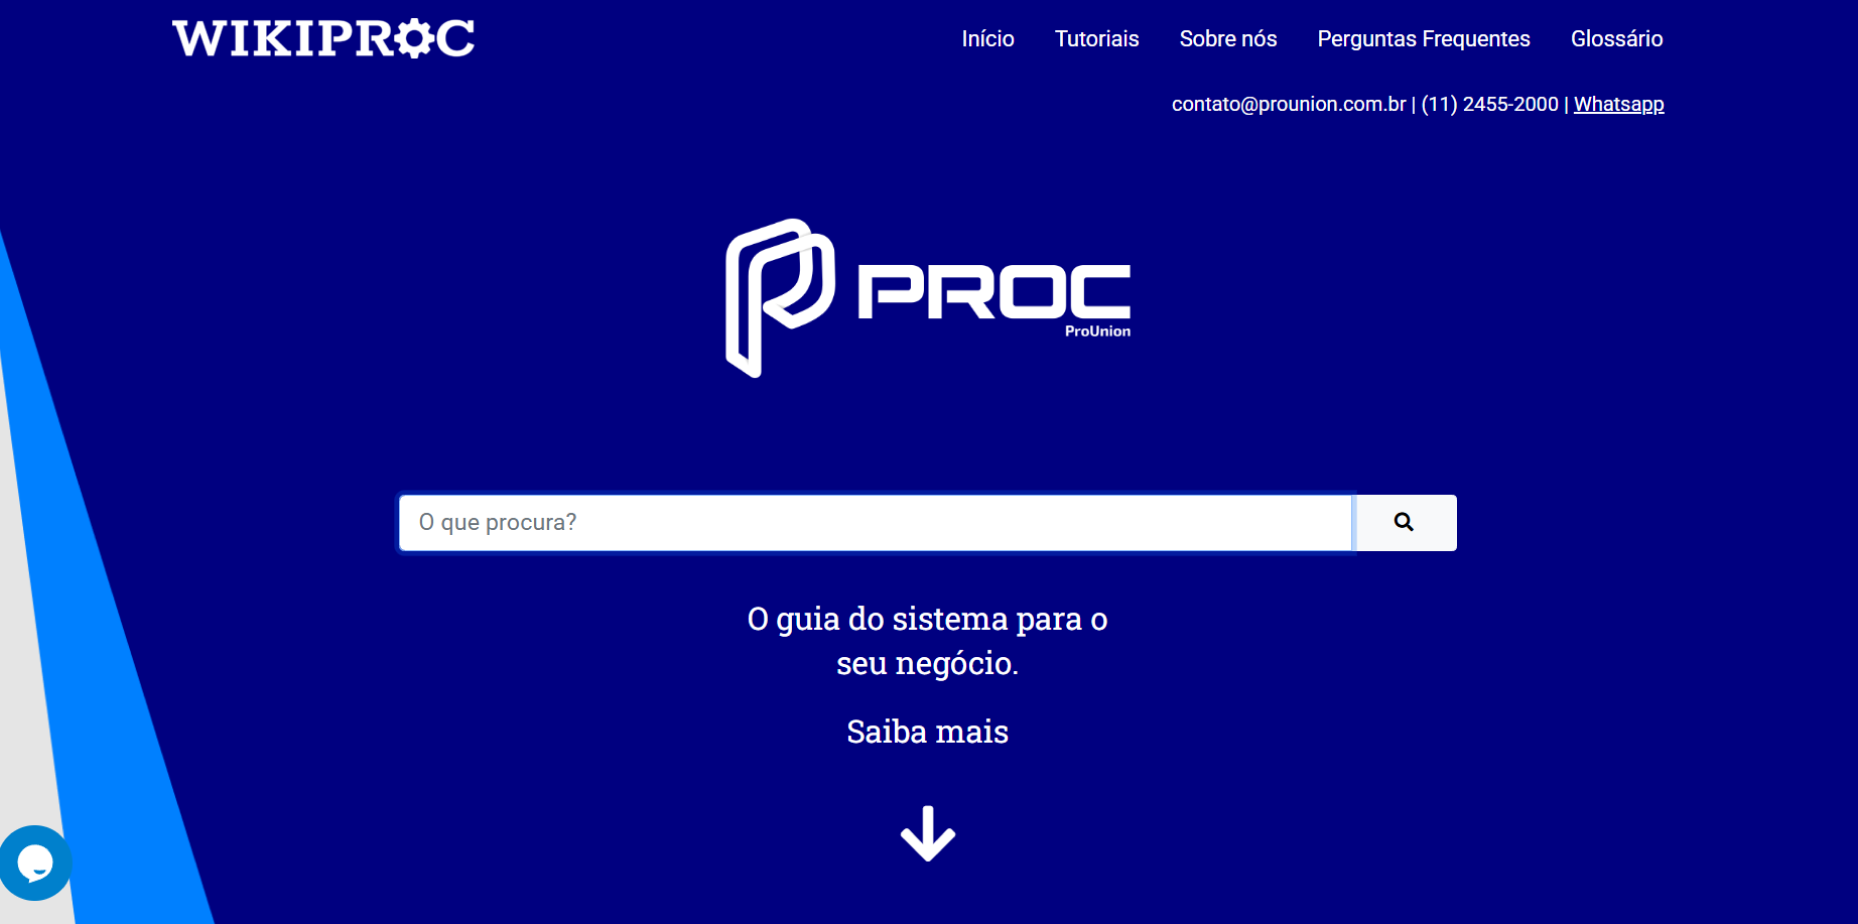 WIKIPROC
Início Tutoriais Sobre nós Perguntas Frequentes Glossário
contato@prounion.com.br | (11) 2455-2000 | Whatsapp
PROC
ProUnion
O que procura?
O guia do sistema para o
seu negócio.
Saiba mais